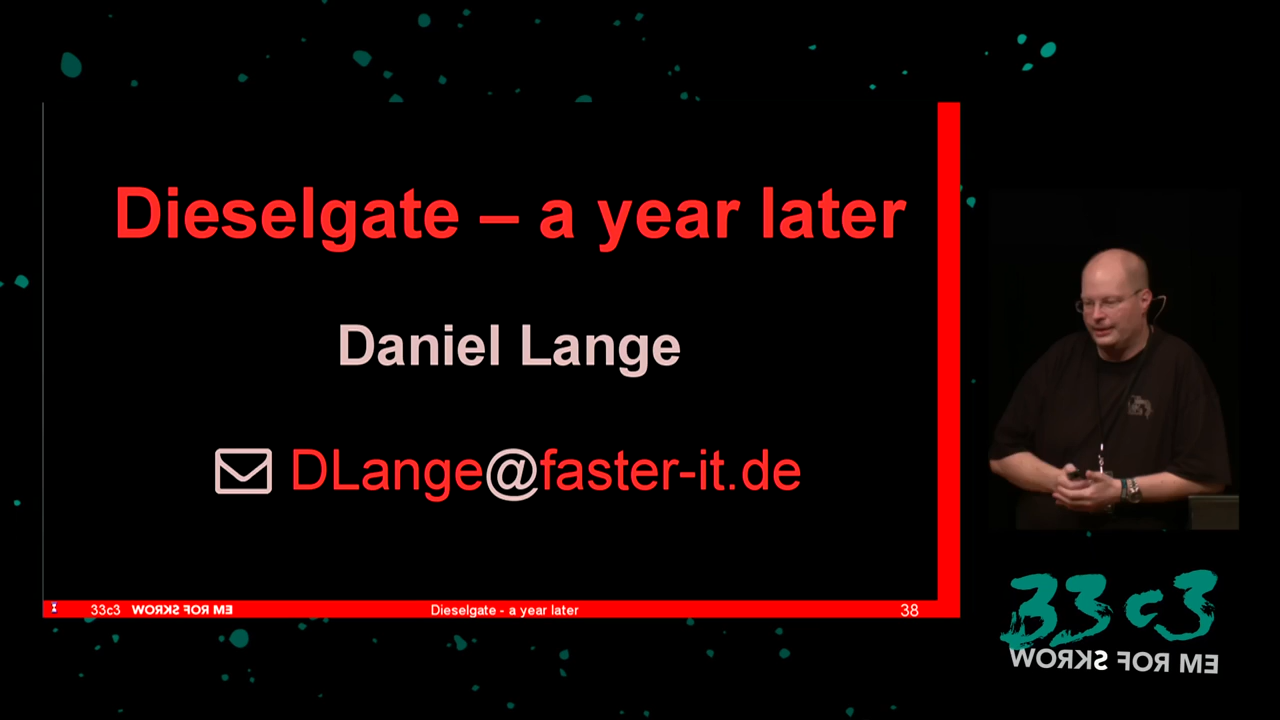 Dieselgate – a year later
Daniel Lange
DLange@faster-it.de
33c3 WORKS FOR ME Dieselgate - a year later 38
33c3
WORKS FOR ME